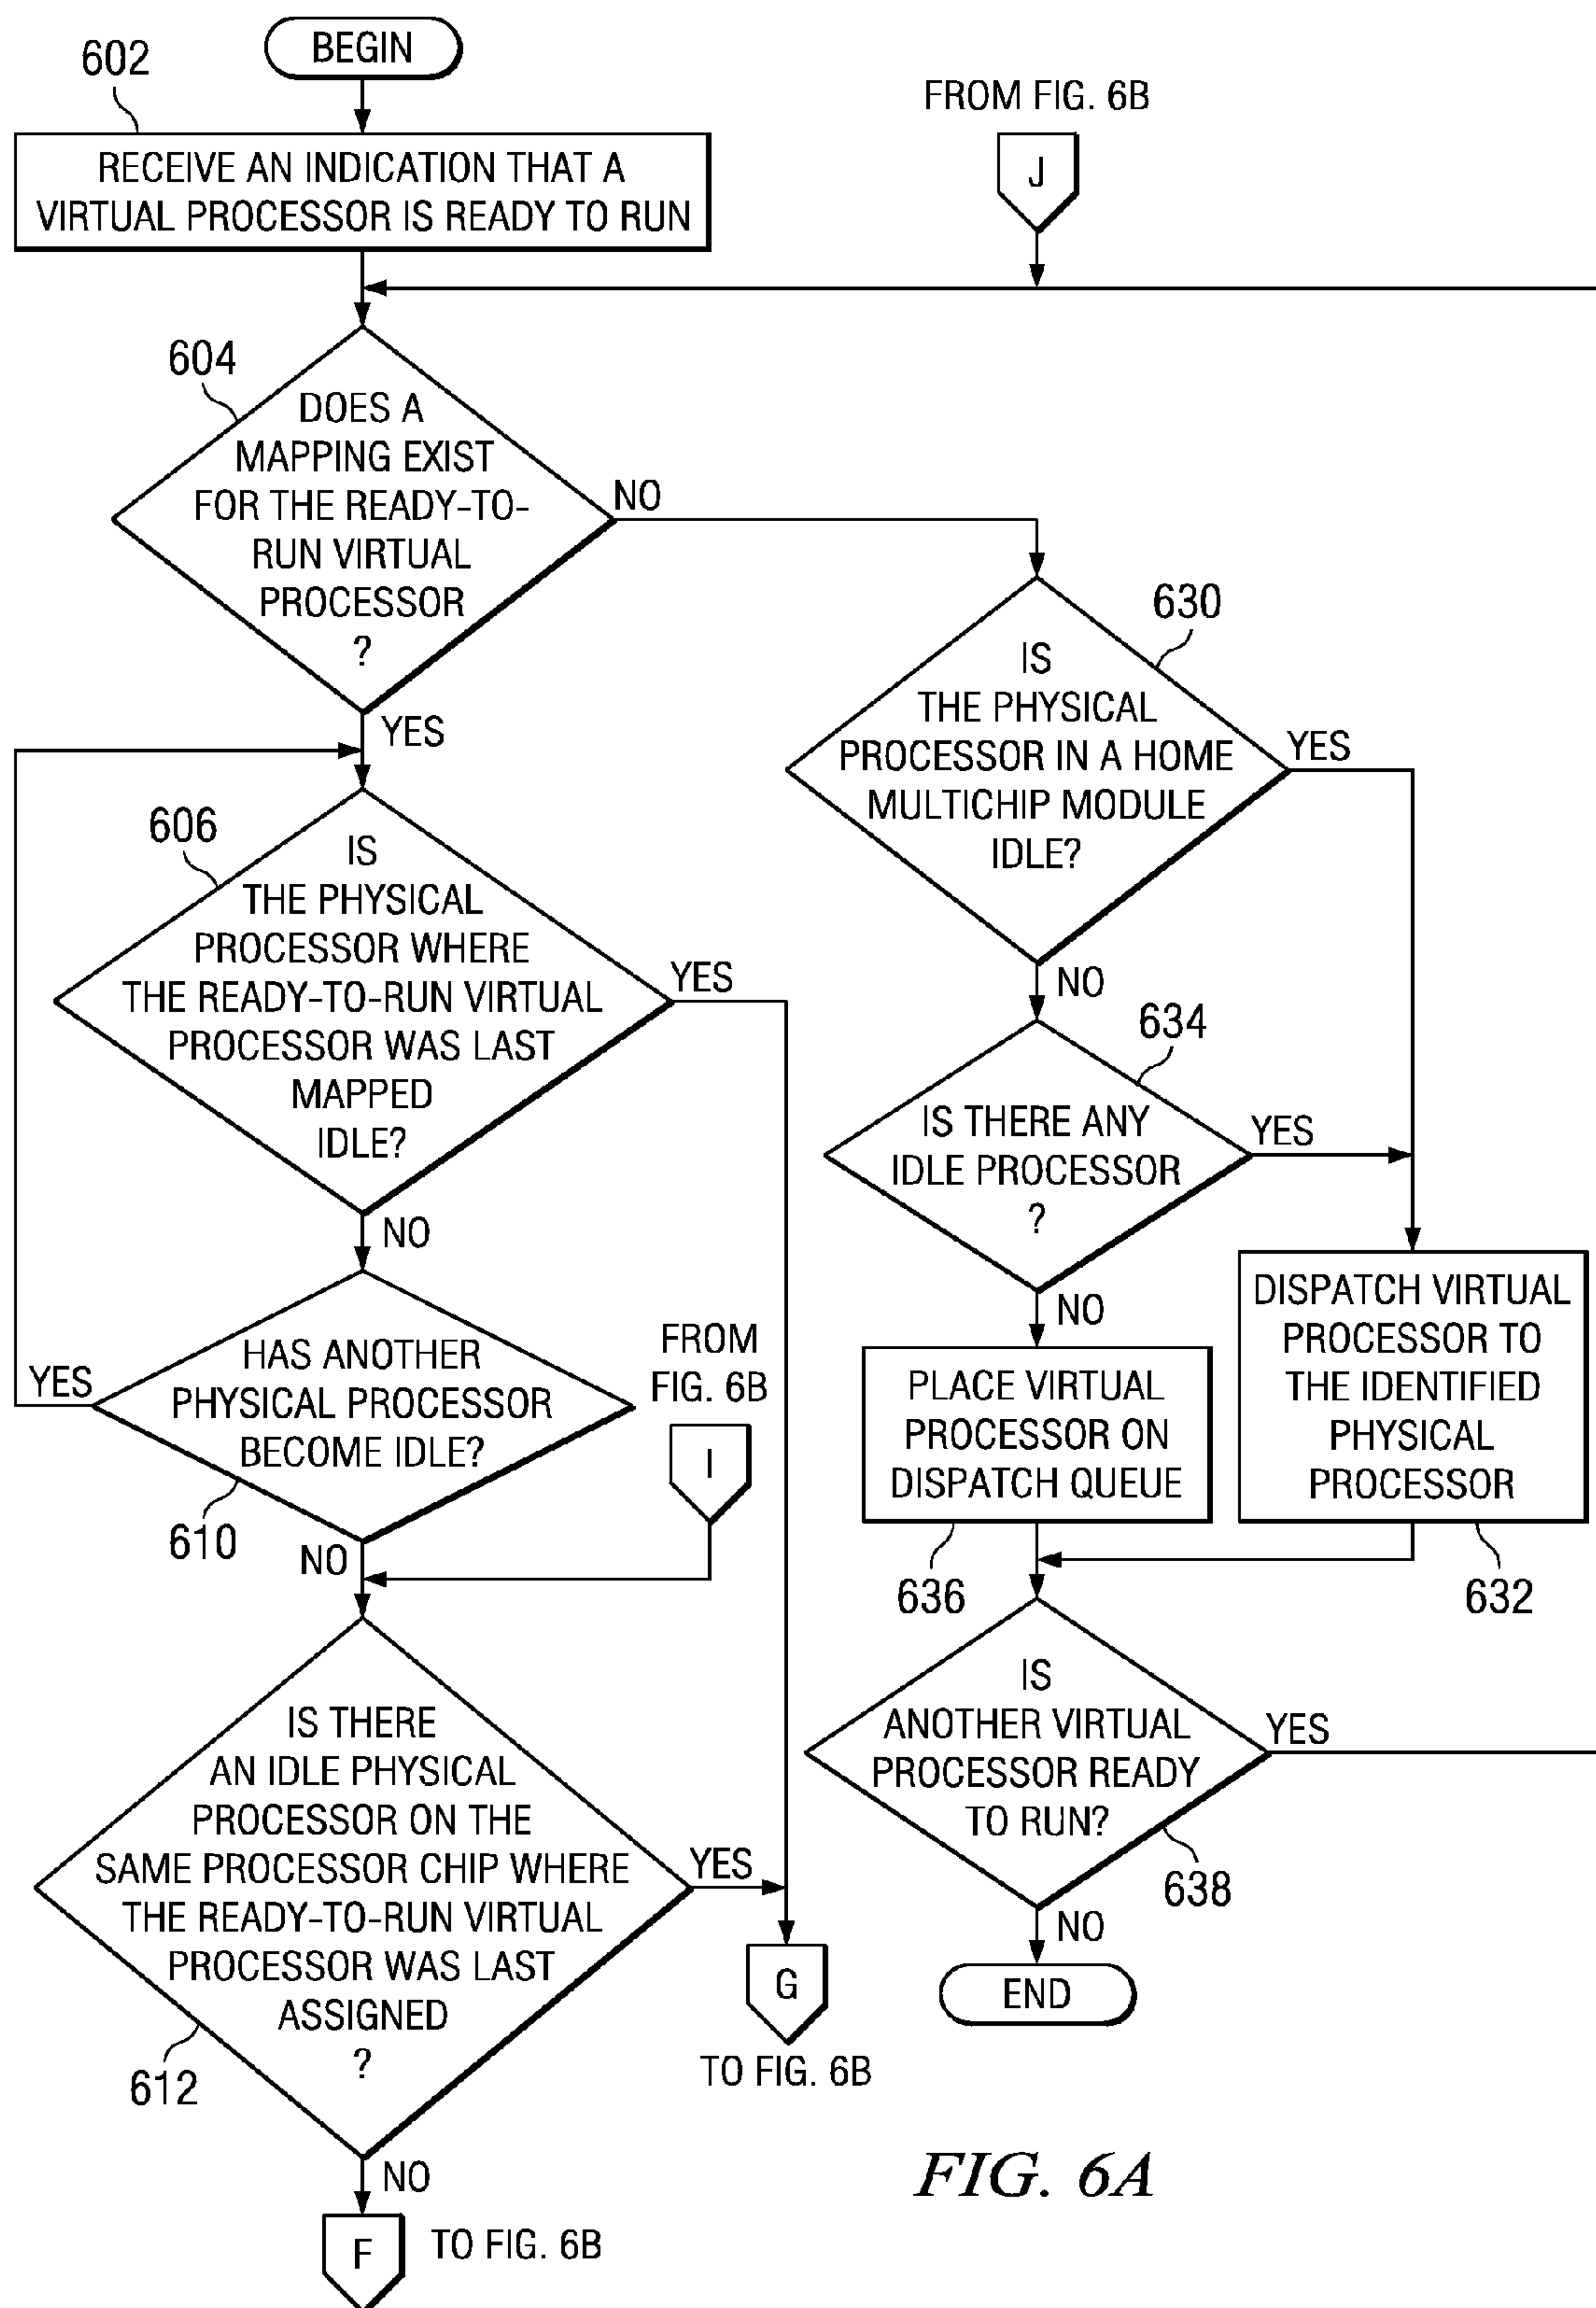 BEGIN
602
RECEIVE AN INDICATION THAT A
VIRTUAL PROCESSOR IS READY TO RUN
FROM FIG. 6B
J
604
DOES A
MAPPING EXIST
FOR THE READY-TO-
RUN VIRTUAL
PROCESSOR
?
NO
YES
606
IS
THE PHYSICAL
PROCESSOR WHERE
THE READY-TO-RUN VIRTUAL
PROCESSOR WAS LAST
MAPPED
IDLE?
YES
NO
HAS ANOTHER
PHYSICAL PROCESSOR
BECOME IDLE?
YES
610
NO
FROM
FIG. 6B
I
IS THERE
AN IDLE PHYSICAL
PROCESSOR ON THE
SAME PROCESSOR CHIP WHERE
THE READY-TO-RUN VIRTUAL
PROCESSOR WAS LAST
ASSIGNED
?
YES
612
NO
F
TO FIG. 6B
G
TO FIG. 6B
630
IS
THE PHYSICAL
PROCESSOR IN A HOME
MULTICHIP MODULE
IDLE?
YES
NO
634
IS THERE ANY
IDLE PROCESSOR
?
YES
NO
PLACE VIRTUAL
PROCESSOR ON
DISPATCH QUEUE
636
DISPATCH VIRTUAL
PROCESSOR TO
THE IDENTIFIED
PHYSICAL
PROCESSOR
632
IS
ANOTHER VIRTUAL
PROCESSOR READY
TO RUN?
YES
638
NO
END
FIG. 6A